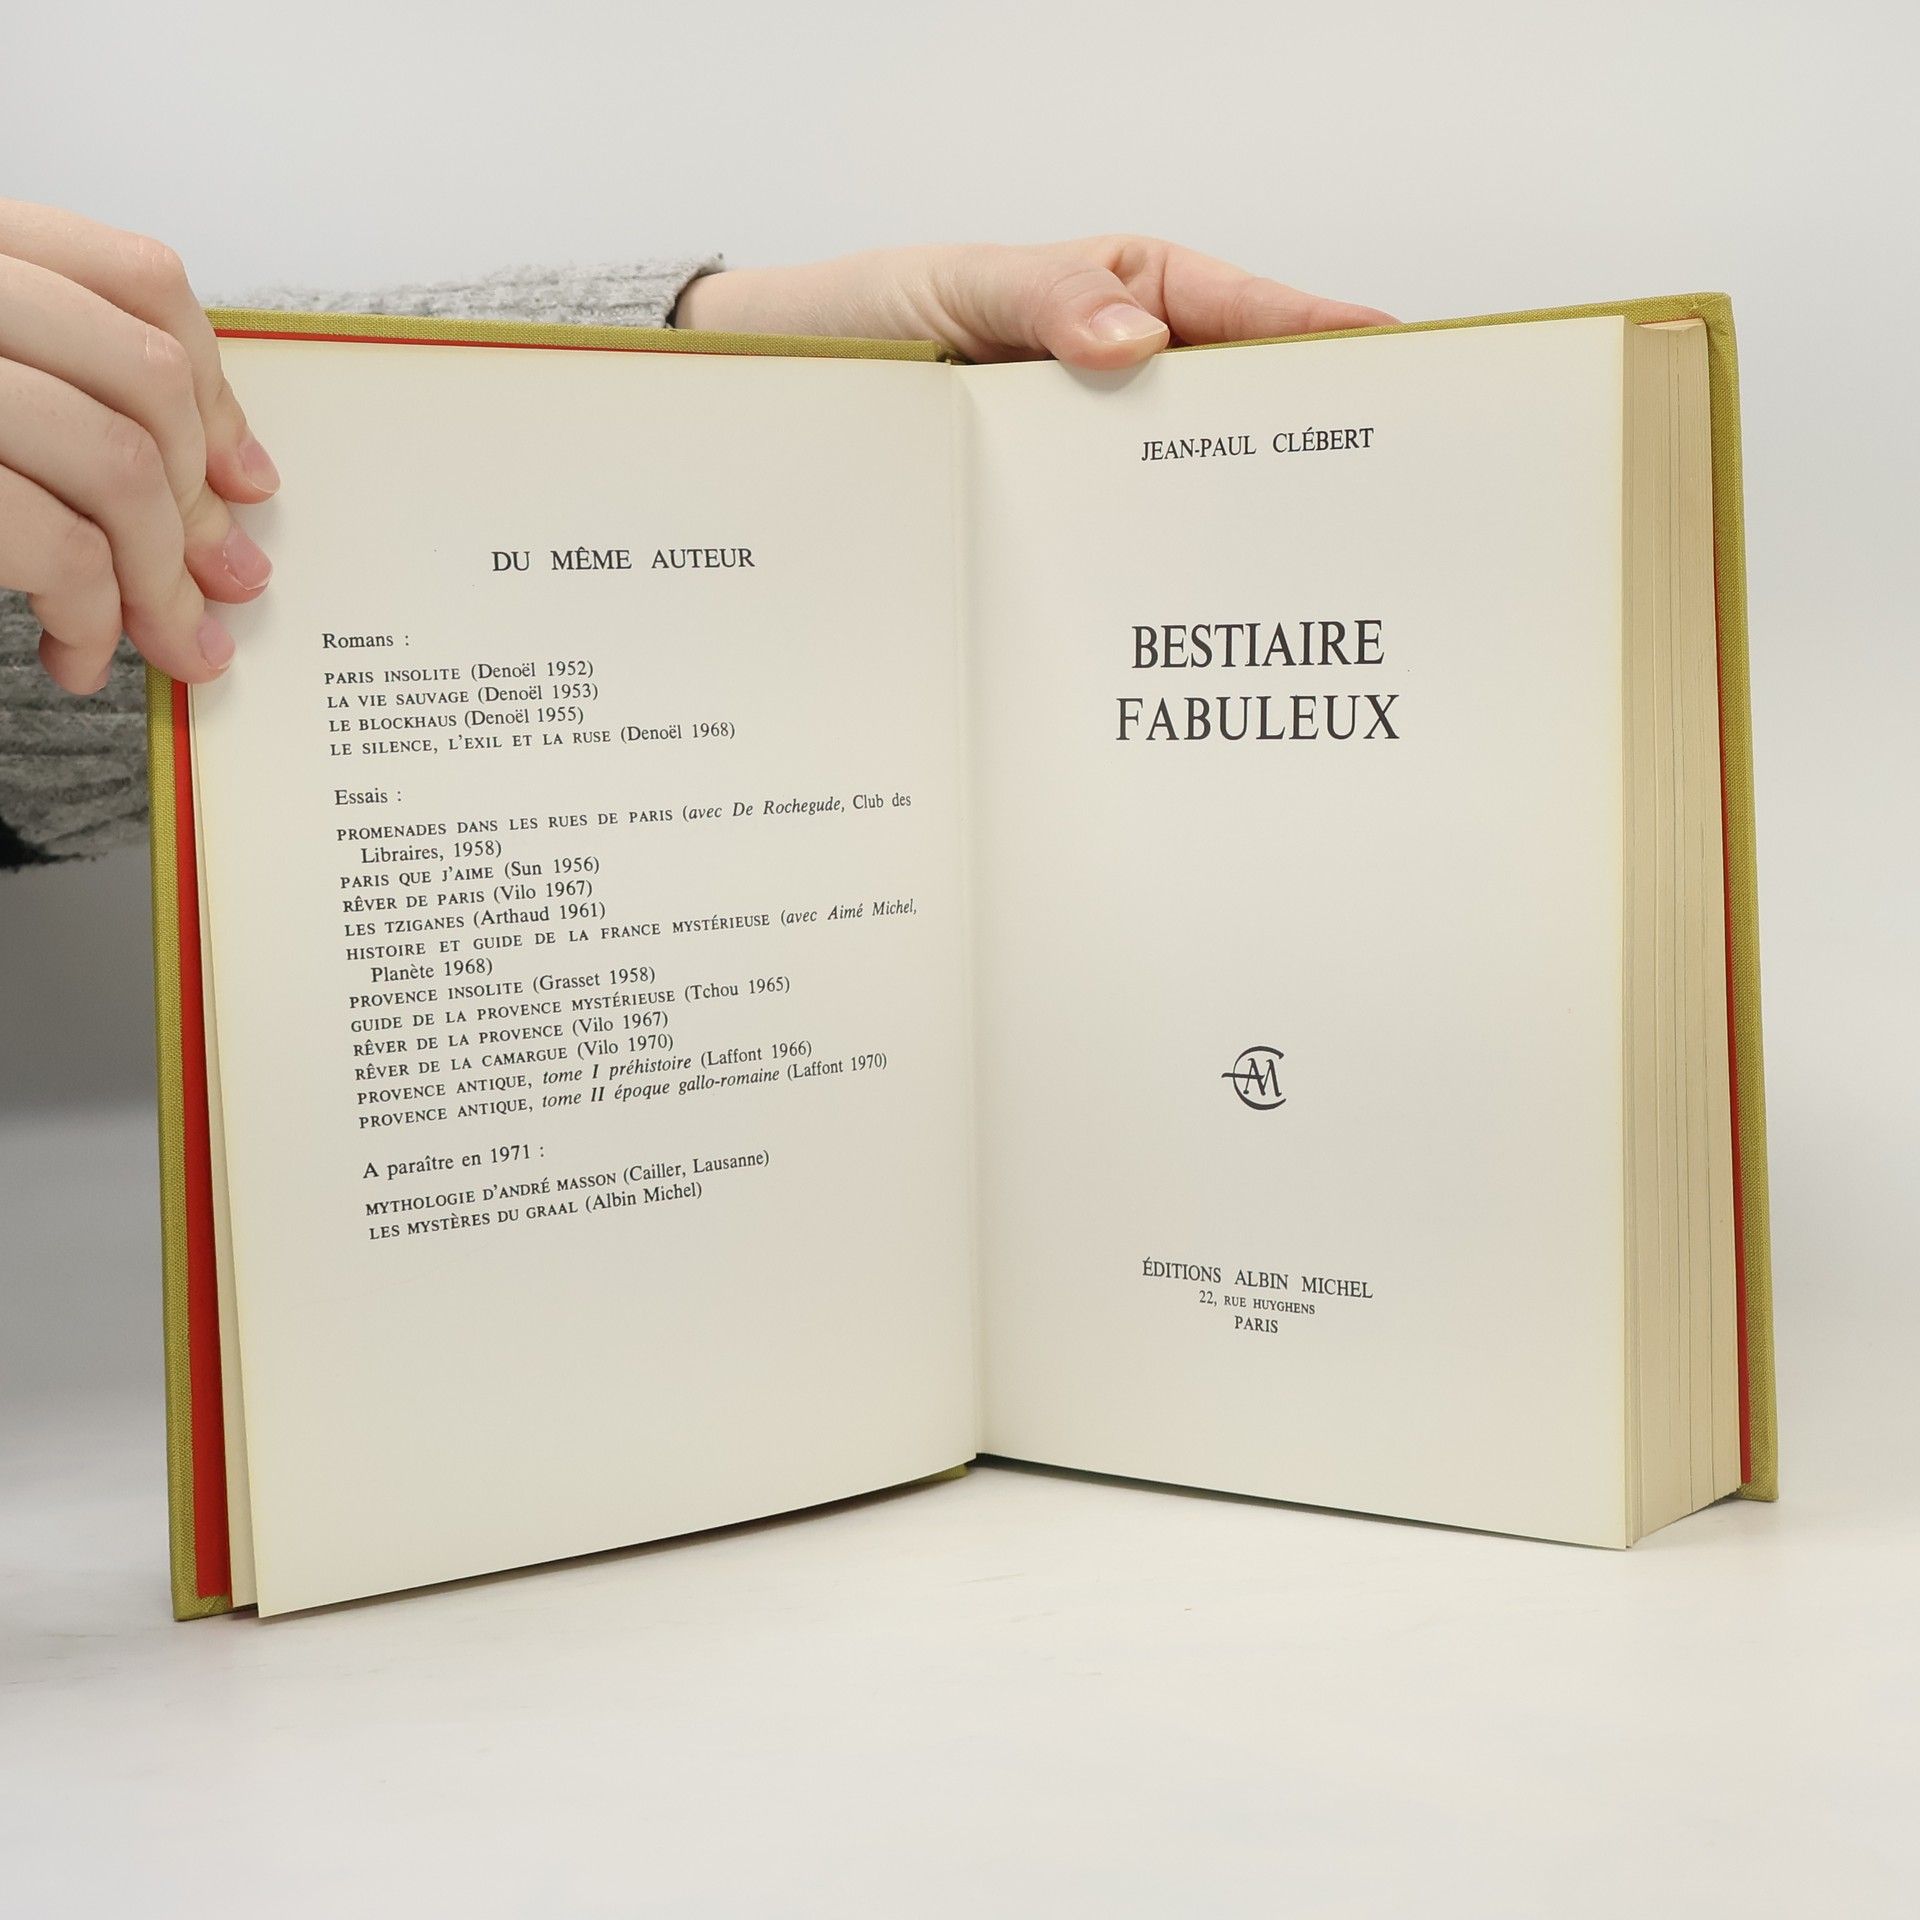 DU MÊME AUTEUR
Romans :
PARIS INSOLITE (Denoël 1952)
LA VIE SAUVAGE (Denoël 1953)
LE BLOCKHAUS (Denoël 1955)
LE SILENCE, L'EXIL ET LA RUSE (Denoël 1968)
Essais :
PROMENADES DANS LES RUES DE PARIS (avec De Rochegude, Club des
Libraires, 1958)
PARIS QUE J'AIME (Sun 1956)
RÊVER DE PARIS (Vilo 1967)
LES TZIGANES (Arthaud 1961)
HISTOIRE ET GUIDE DE LA FRANCE MYSTÉRIEUSE (avec Aimé Michel,
Planète 1968)
PROVENCE INSOLITE (Grasset 1958)
GUIDE DE LA PROVENCE MYSTÉRIEUSE (Tchou 1965)
RÊVER DE LA PROVENCE (Vilo 1967)
RÊVER DE LA CAMARGUE (Vilo 1970)
PROVENCE ANTIQUE, tome I préhistoire (Laffont 1966)
PROVENCE ANTIQUE, tome II époque gallo-romaine (Laffont 1970)
A paraître en 1971 :
MYTHOLOGIE D'ANDRÉ MASSON (Cailler, Lausanne)
LES MYSTÈRES DU GRAAL (Albin Michel)
JEAN-PAUL CLÉBERT
BESTIAIRE
FABULEUX
AM
ÉDITIONS ALBIN MICHEL
22, RUE HUYGHENS
PARIS